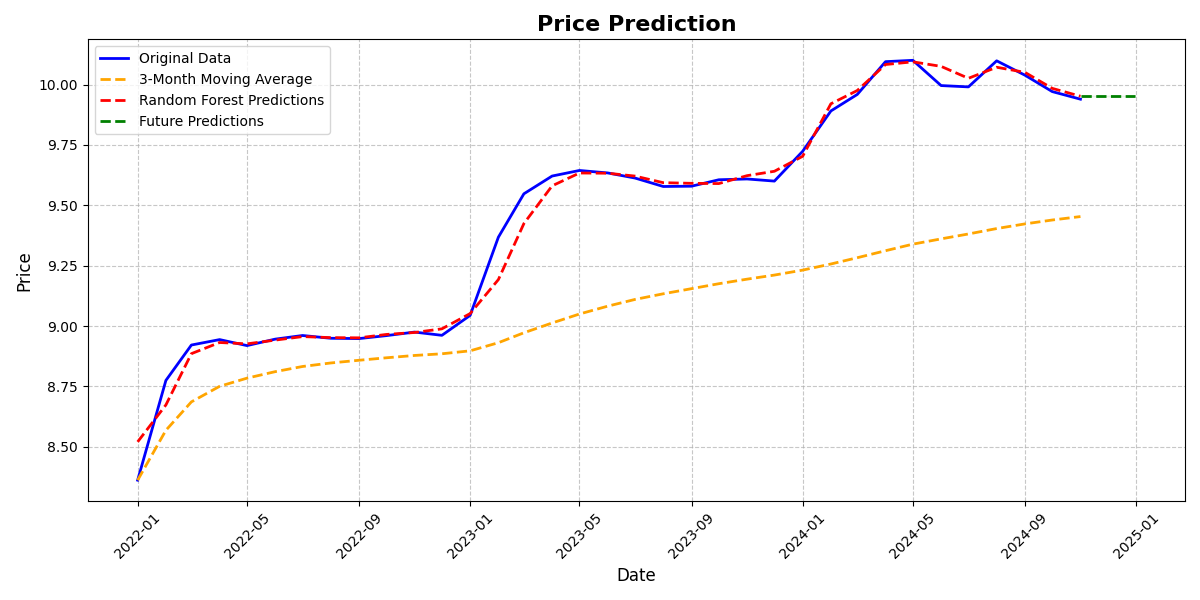 Price Prediction
Original Data
3-Month Moving Average
Random Forest Predictions
Future Predictions
10.00
9.75
9.50
9.25
9.00
8.75
8.50
Price
2022-01
2022-05
2022-09
2023-01
2023-05
2023-09
2024-01
2024-05
2024-09
2025-01
Date